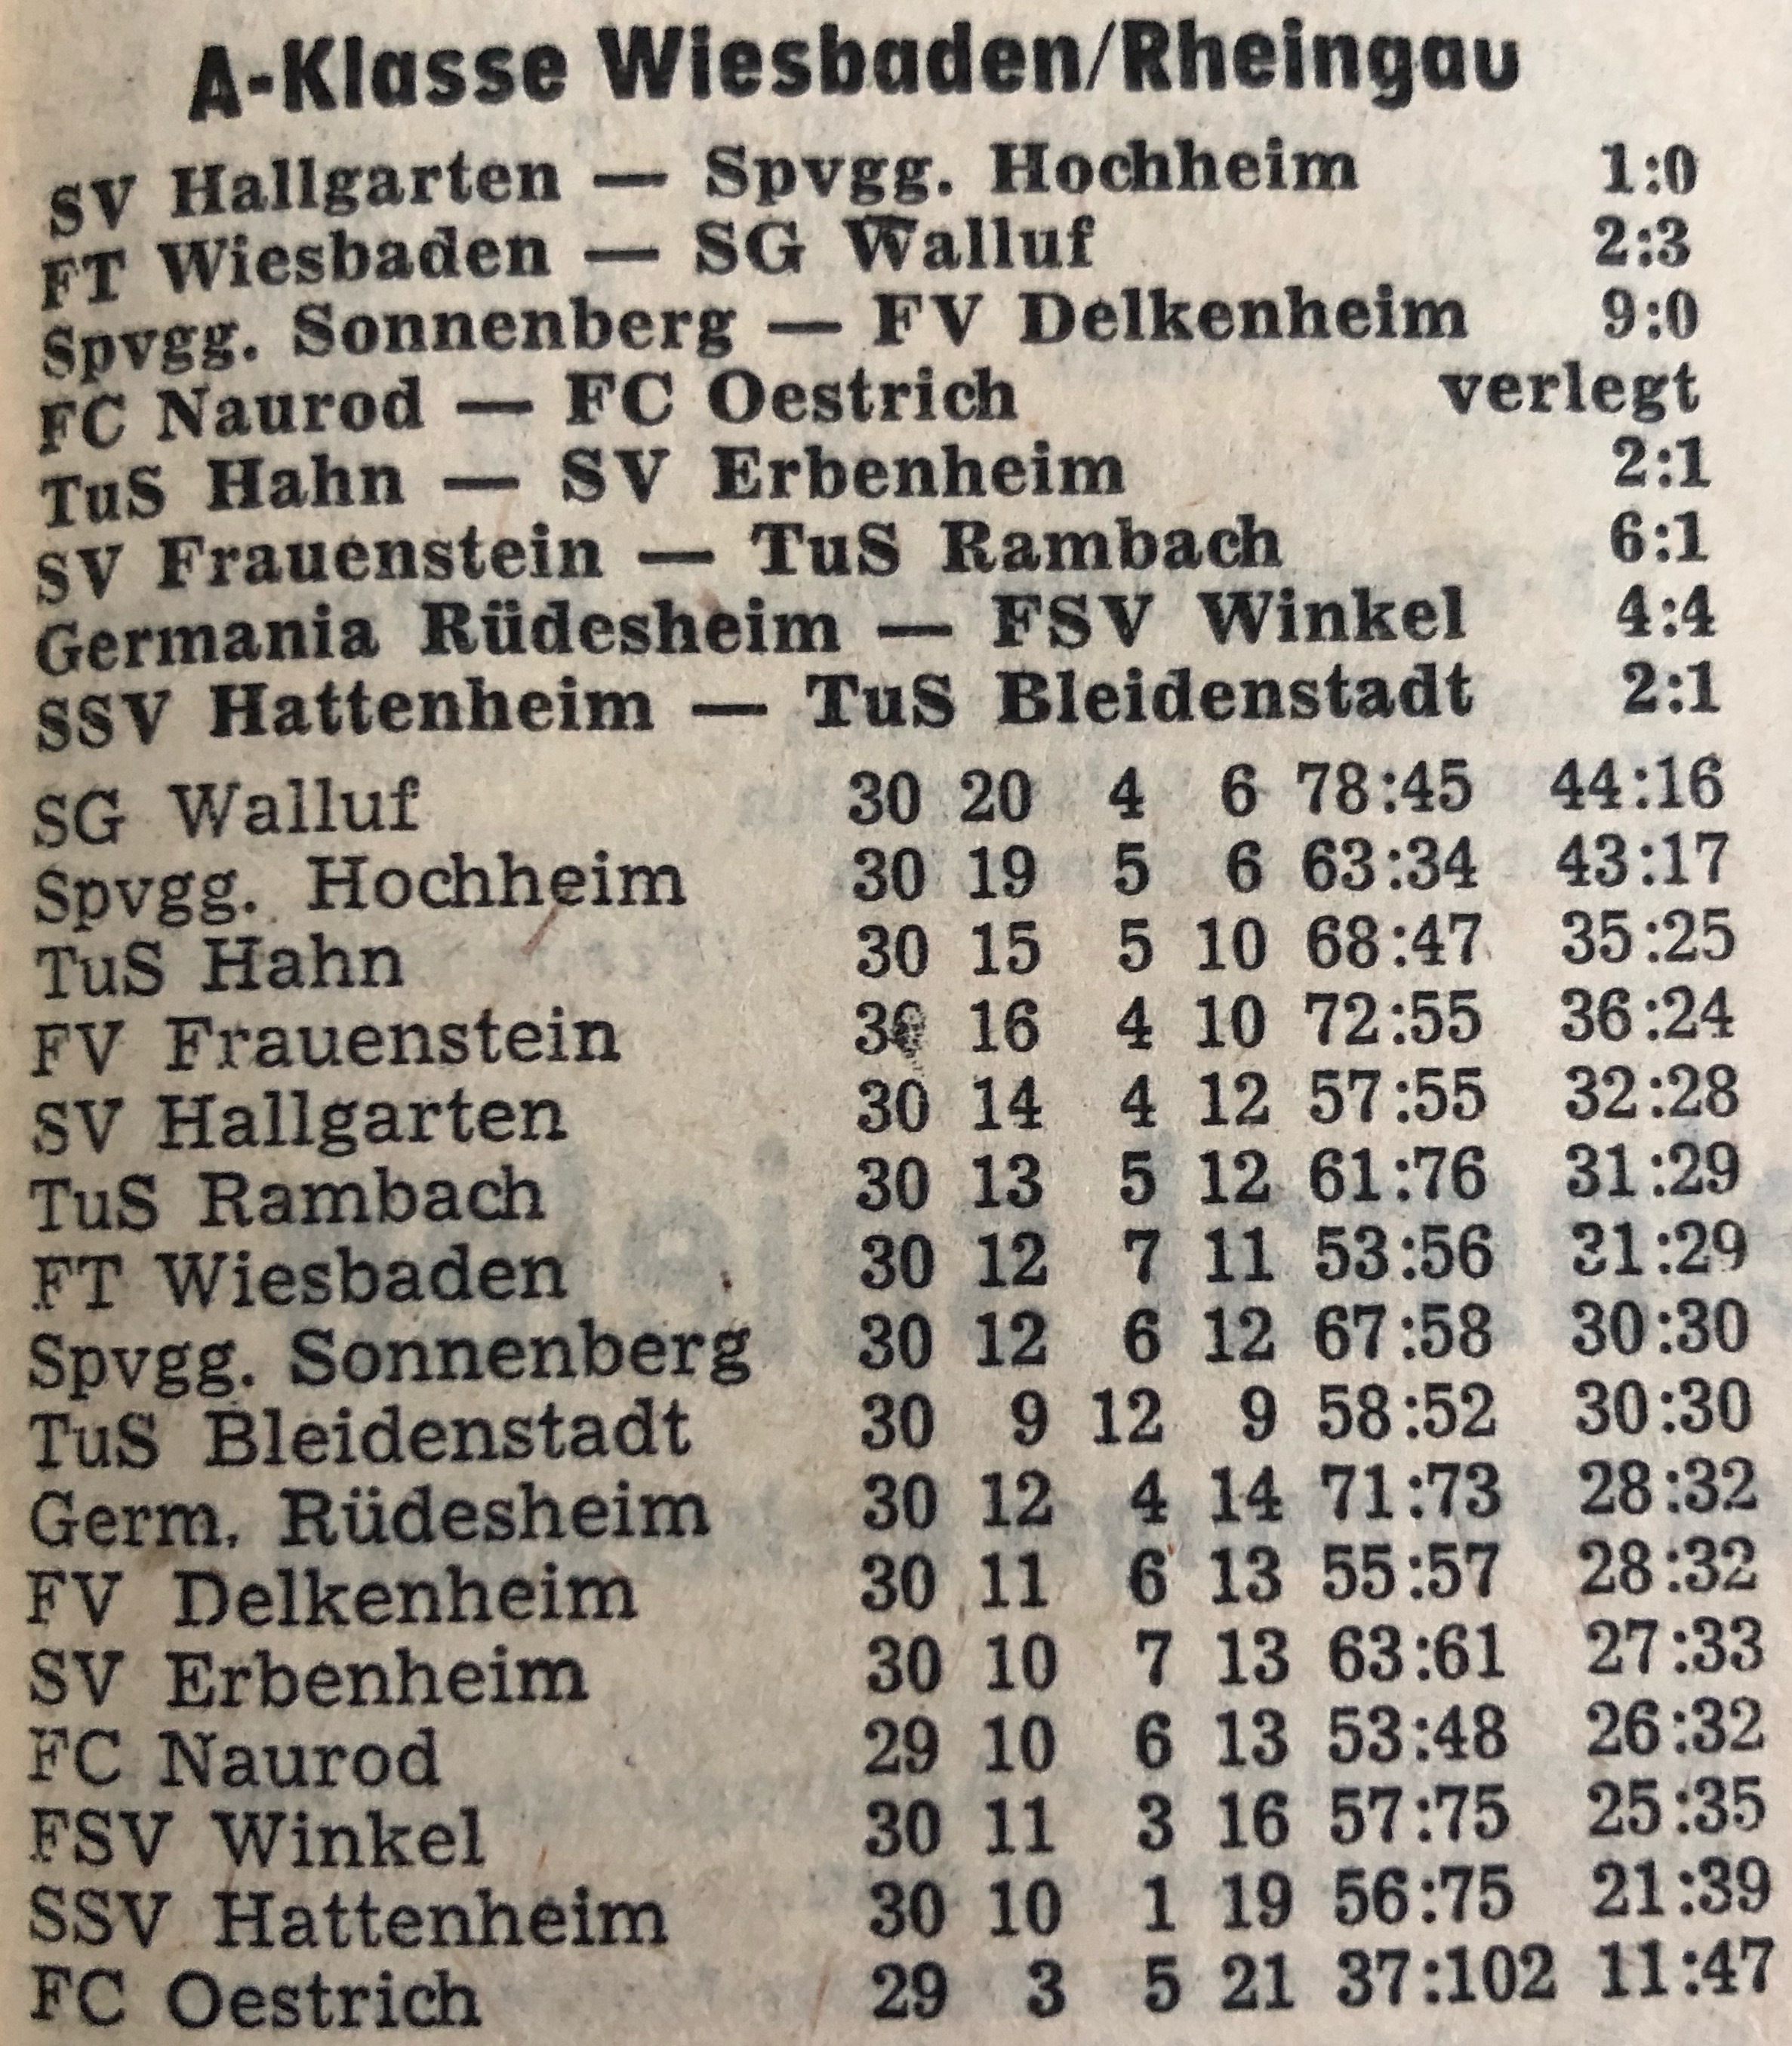 A-Klasse Wiesbaden/Rheingau
SV Hallgarten — Spvgg. Hochheim 1:0
FT Wiesbaden — SG Walluf 2:3
Spvgg. Sonnenberg — FV Delkenheim 9:0
FC Naurod — FC Oestrich verlegt
TuS Hahn — SV Erbenheim 2:1
SV Frauenstein — TuS Rambach 6:1
Germania Rüdesheim — FSV Winkel 4:4
SSV Hattenheim — TuS Bleidenstadt 2:1
SG Walluf 30 20 4 6 78:45 44:16
Spvgg. Hochheim 30 19 5 6 63:34 43:17
TuS Hahn 30 15 5 10 68:47 35:25
FV Frauenstein 30 16 4 10 72:55 36:24
SV Hallgarten 30 14 4 12 57:55 32:28
TuS Rambach 30 13 5 12 61:76 31:29
FT Wiesbaden 30 12 7 11 53:56 31:29
Spvgg. Sonnenberg 30 12 6 12 67:58 30:30
TuS Bleidenstadt 30 9 12 9 58:52 30:30
Germ. Rüdesheim 30 12 4 14 71:73 28:32
FV Delkenheim 30 11 6 13 55:57 28:32
SV Erbenheim 30 10 7 13 63:61 27:33
FC Naurod 29 10 6 13 53:48 26:32
FSV Winkel 30 11 3 16 57:75 25:35
SSV Hattenheim 30 10 1 19 56:75 21:39
FC Oestrich 29 3 5 21 37:102 11:47